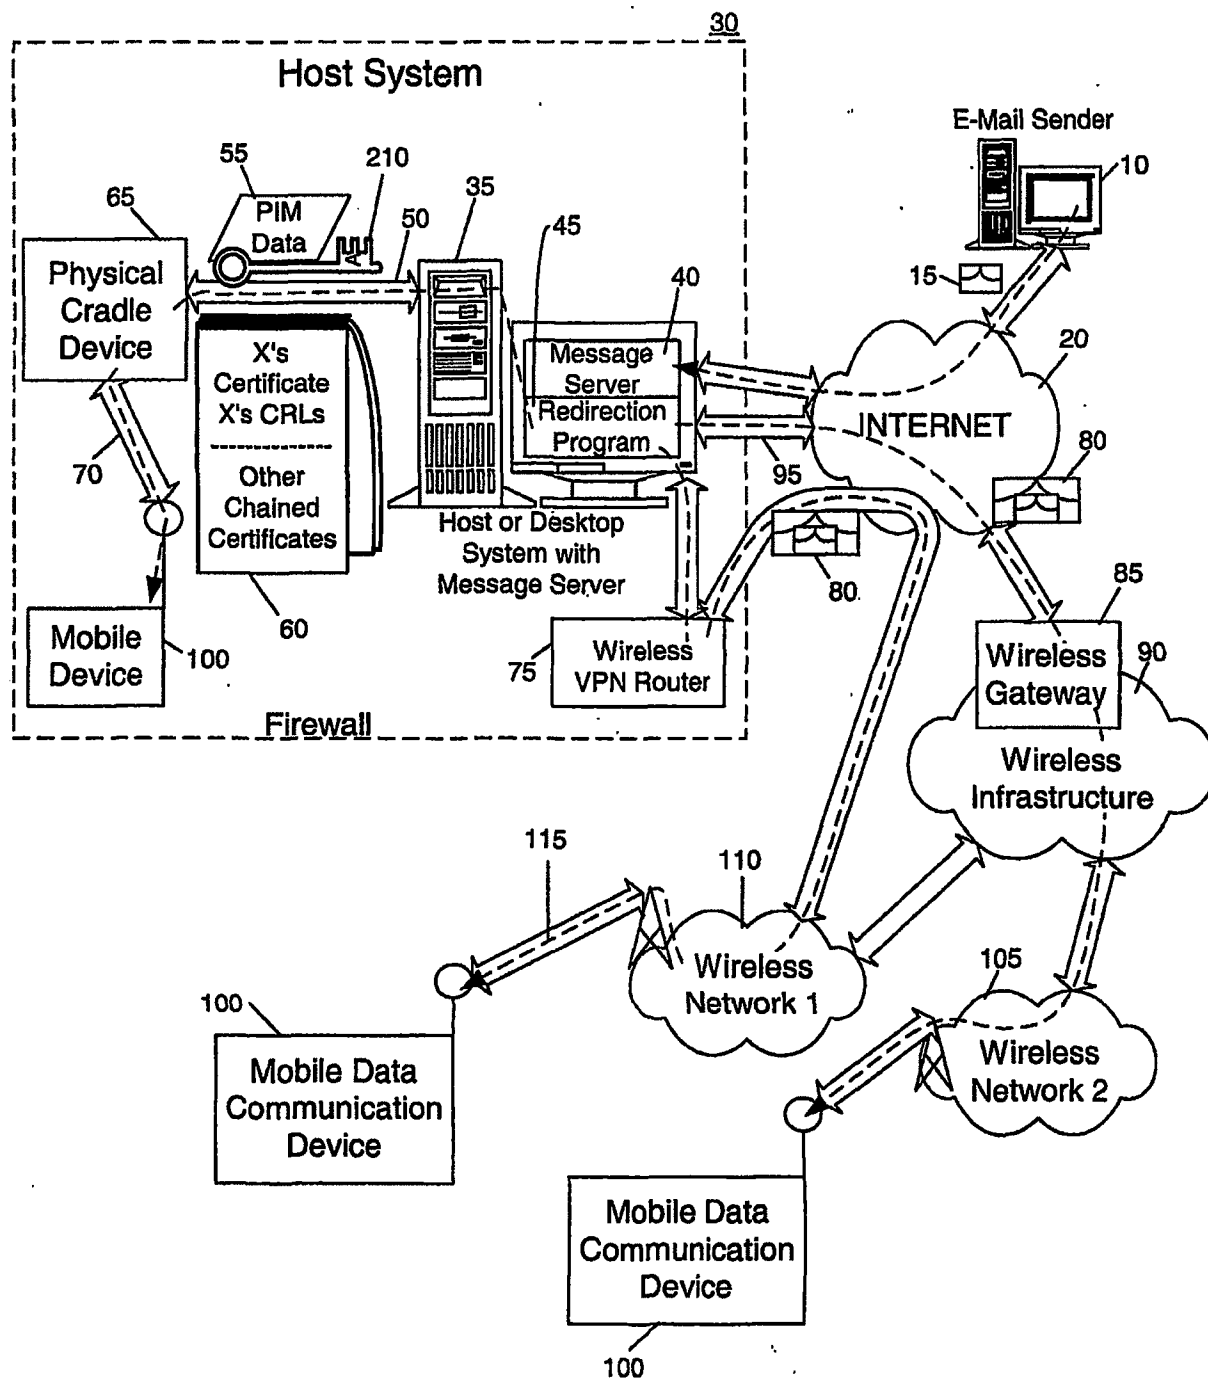 30
Host System
E-Mail Sender
10
15
55
210
PIM
Data
65
50
35
45
40
Physical
Cradle
Device
Message
Server
Redirection
Program
20
INTERNET
80
95
X's
Certificate
X's CRLs
Other
Chained
Certificates
70
Host or Desktop
System with
Message Server
80
60
Mobile
Device
100
75
Wireless
VPN Router
85
Wireless
Gateway
90
Firewall
Wireless
Infrastructure
115
110
Wireless
Network 1
105
100
Mobile Data
Communication
Device
Wireless
Network 2
Mobile Data
Communication
Device
100